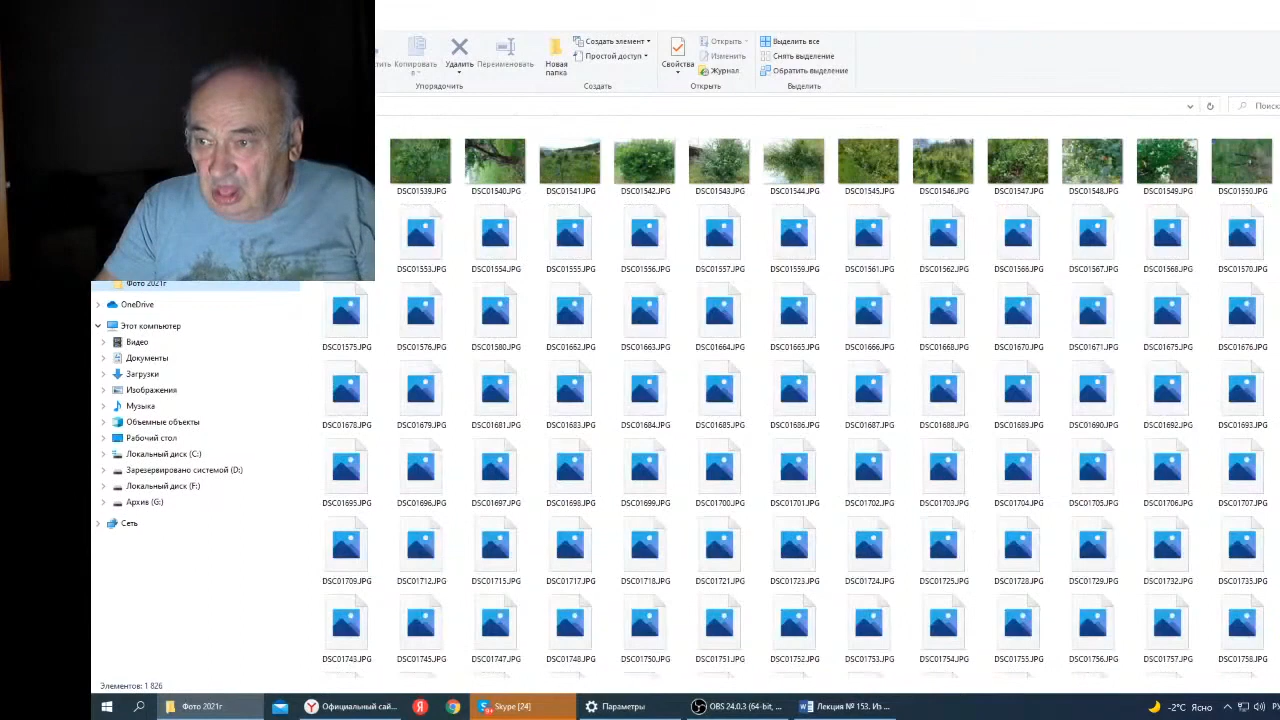 Создать элемент
Открыть
Выделить все
Копировать
в
Удалить
Переименовать
Новая
папка
Простой доступ
Свойства
Изменить
Снять выделение
Журнал
Обратить выделение
Упорядочить
Создать
Открыть
Выделить
DSC01539.JPG DSC01540.JPG DSC01541.JPG DSC01542.JPG DSC01543.JPG DSC01544.JPG DSC01545.JPG DSC01546.JPG DSC01547.JPG DSC01548.JPG DSC01549.JPG DSC01550.JPG
DSC01553.JPG DSC01554.JPG DSC01555.JPG DSC01556.JPG DSC01557.JPG DSC01559.JPG DSC01561.JPG DSC01562.JPG DSC01566.JPG DSC01567.JPG DSC01568.JPG DSC01570.JPG
Фото 2021г
OneDrive
Этот компьютер
Видео
Документы
Загрузки
Изображения
Музыка
Объемные объекты
Рабочий стол
Локальный диск (C:)
Зарезервировано системой (D:)
Локальный диск (F:)
Архив (G:)
Сеть
DSC01575.JPG DSC01576.JPG DSC01580.JPG DSC01662.JPG DSC01663.JPG DSC01664.JPG DSC01665.JPG DSC01666.JPG DSC01668.JPG DSC01670.JPG DSC01671.JPG DSC01675.JPG DSC01676.JPG
DSC01678.JPG DSC01679.JPG DSC01681.JPG DSC01683.JPG DSC01684.JPG DSC01685.JPG DSC01686.JPG DSC01687.JPG DSC01688.JPG DSC01689.JPG DSC01690.JPG DSC01692.JPG DSC01693.JPG
DSC01695.JPG DSC01696.JPG DSC01697.JPG DSC01698.JPG DSC01699.JPG DSC01700.JPG DSC01701.JPG DSC01702.JPG DSC01703.JPG DSC01704.JPG DSC01705.JPG DSC01706.JPG DSC01707.JPG
DSC01709.JPG DSC01712.JPG DSC01715.JPG DSC01717.JPG DSC01718.JPG DSC01721.JPG DSC01723.JPG DSC01724.JPG DSC01725.JPG DSC01728.JPG DSC01729.JPG DSC01732.JPG DSC01735.JPG
DSC01743.JPG DSC01745.JPG DSC01747.JPG DSC01748.JPG DSC01750.JPG DSC01751.JPG DSC01752.JPG DSC01753.JPG DSC01754.JPG DSC01755.JPG DSC01756.JPG DSC01757.JPG DSC01758.JPG
Элементов: 1 826
Фото 2021г
Официальный сай...
Я
Skype [24]
Параметры
OBS 24.0.3 (64-bit, ...
Лекция № 153. Из ...
-2°C Ясно